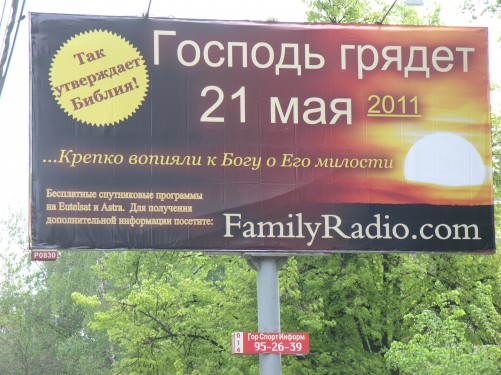 Так
утверждает
Библия!
Господь грядет
21 мая 2011
...Крепко вопияли к Богу о Его милости
Бесплатные спутниковые программы
на Eutelsat и Astra. Для получения
дополнительной информации посетите:
FamilyRadio.com
P0830
Гор Спорт Информ
95-26-39